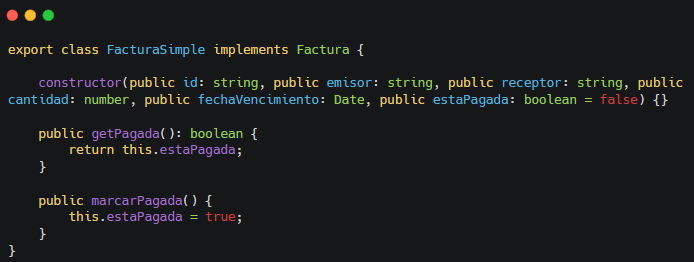 export class FacturaSimple implements Factura {
constructor(public id: string, public emisor: string, public receptor: string, public
cantidad: number, public fechaVencimiento: Date, public estaPagada: boolean = false) {}
public getPagada(): boolean {
return this.estaPagada;
}
public marcarPagada() {
this.estaPagada = true;
}
}